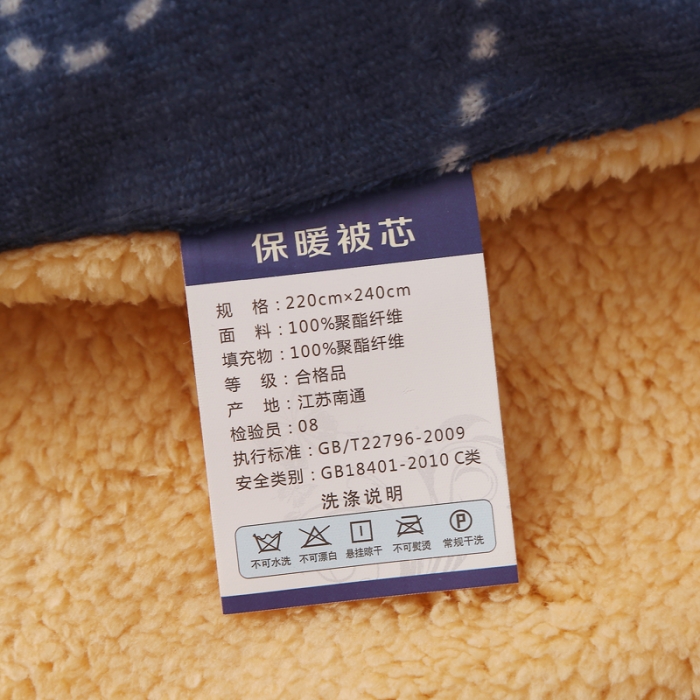 保暖被芯
规 格：220cm×240cm
面 料：100%聚酯纤维
填充物：100%聚酯纤维
等 级：合格品
产 地：江苏南通
检验员：08
执行标准：GB/T22796-2009
安全类别：GB18401-2010 C类
洗涤说明
P
不可水洗 不可漂白 悬挂晾干 不可熨烫 常规干洗